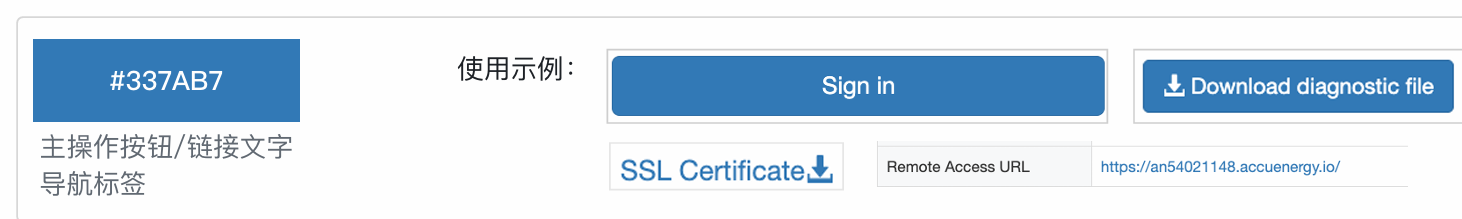 #337AB7
主操作按钮/链接文字
导航标签
使用示例：
Sign in
Download diagnostic file
SSL Certificate
Remote Access URL
https://an54021148.accuenergy.io/